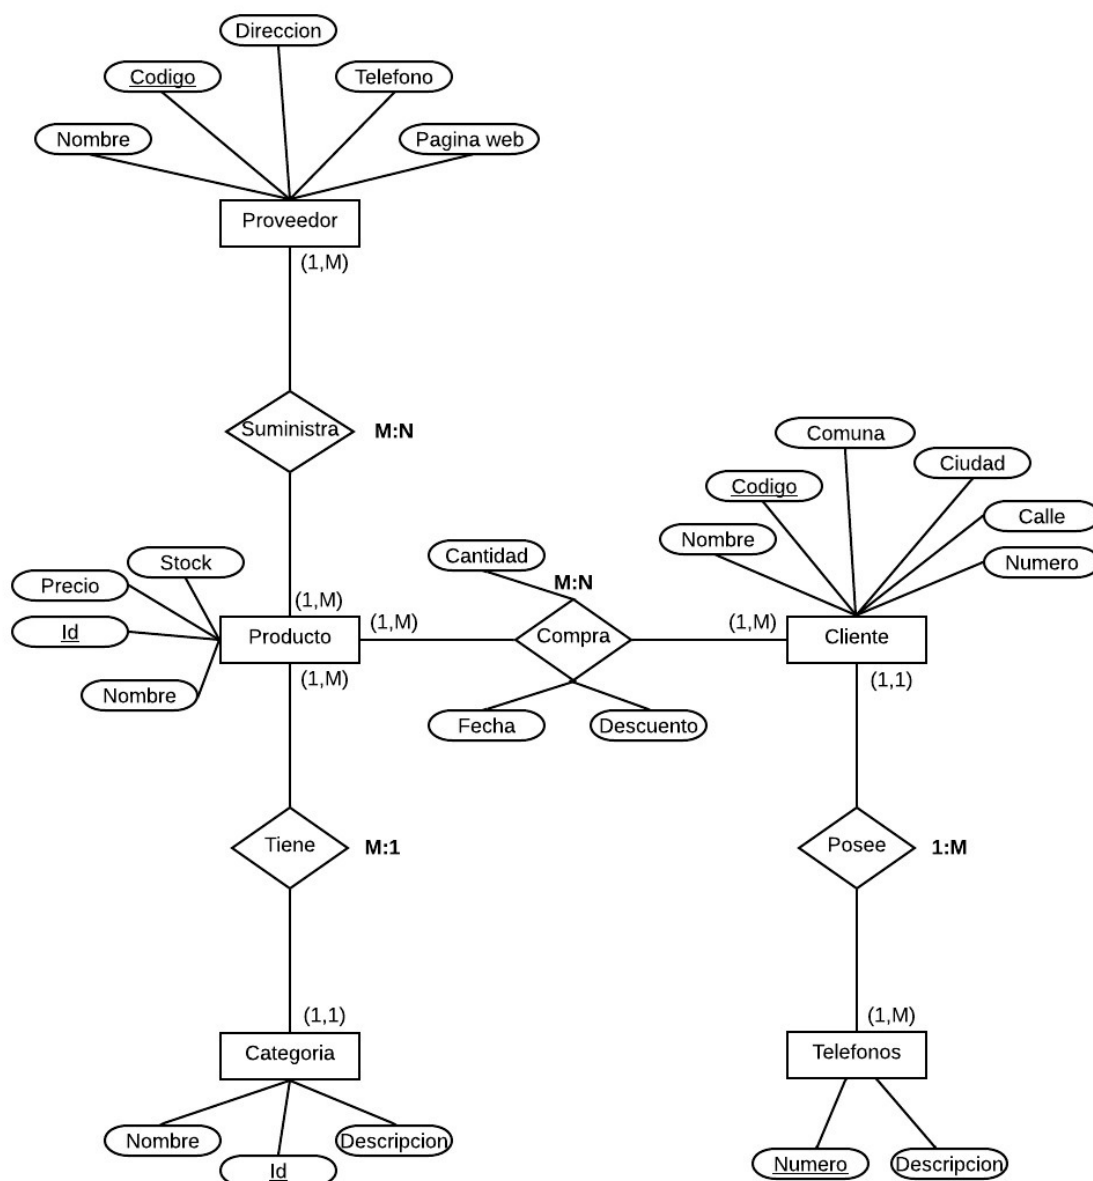 Direccion
Codigo
Telefono
Nombre
Pagina web
Proveedor
(1,M)
Suministra
M:N
Comuna
Ciudad
Codigo
Calle
Nombre
Numero
Stock
Cantidad
Precio
M:N
(1,M)
Id
Producto
(1,M)
Compra
(1,M)
Cliente
(1,M)
(1,1)
Nombre
Fecha
Descuento
Tiene
M:1
Posee
1:M
(1,1)
(1,M)
Categoria
Telefonos
Nombre
Descripcion
Id
Numero
Descripcion